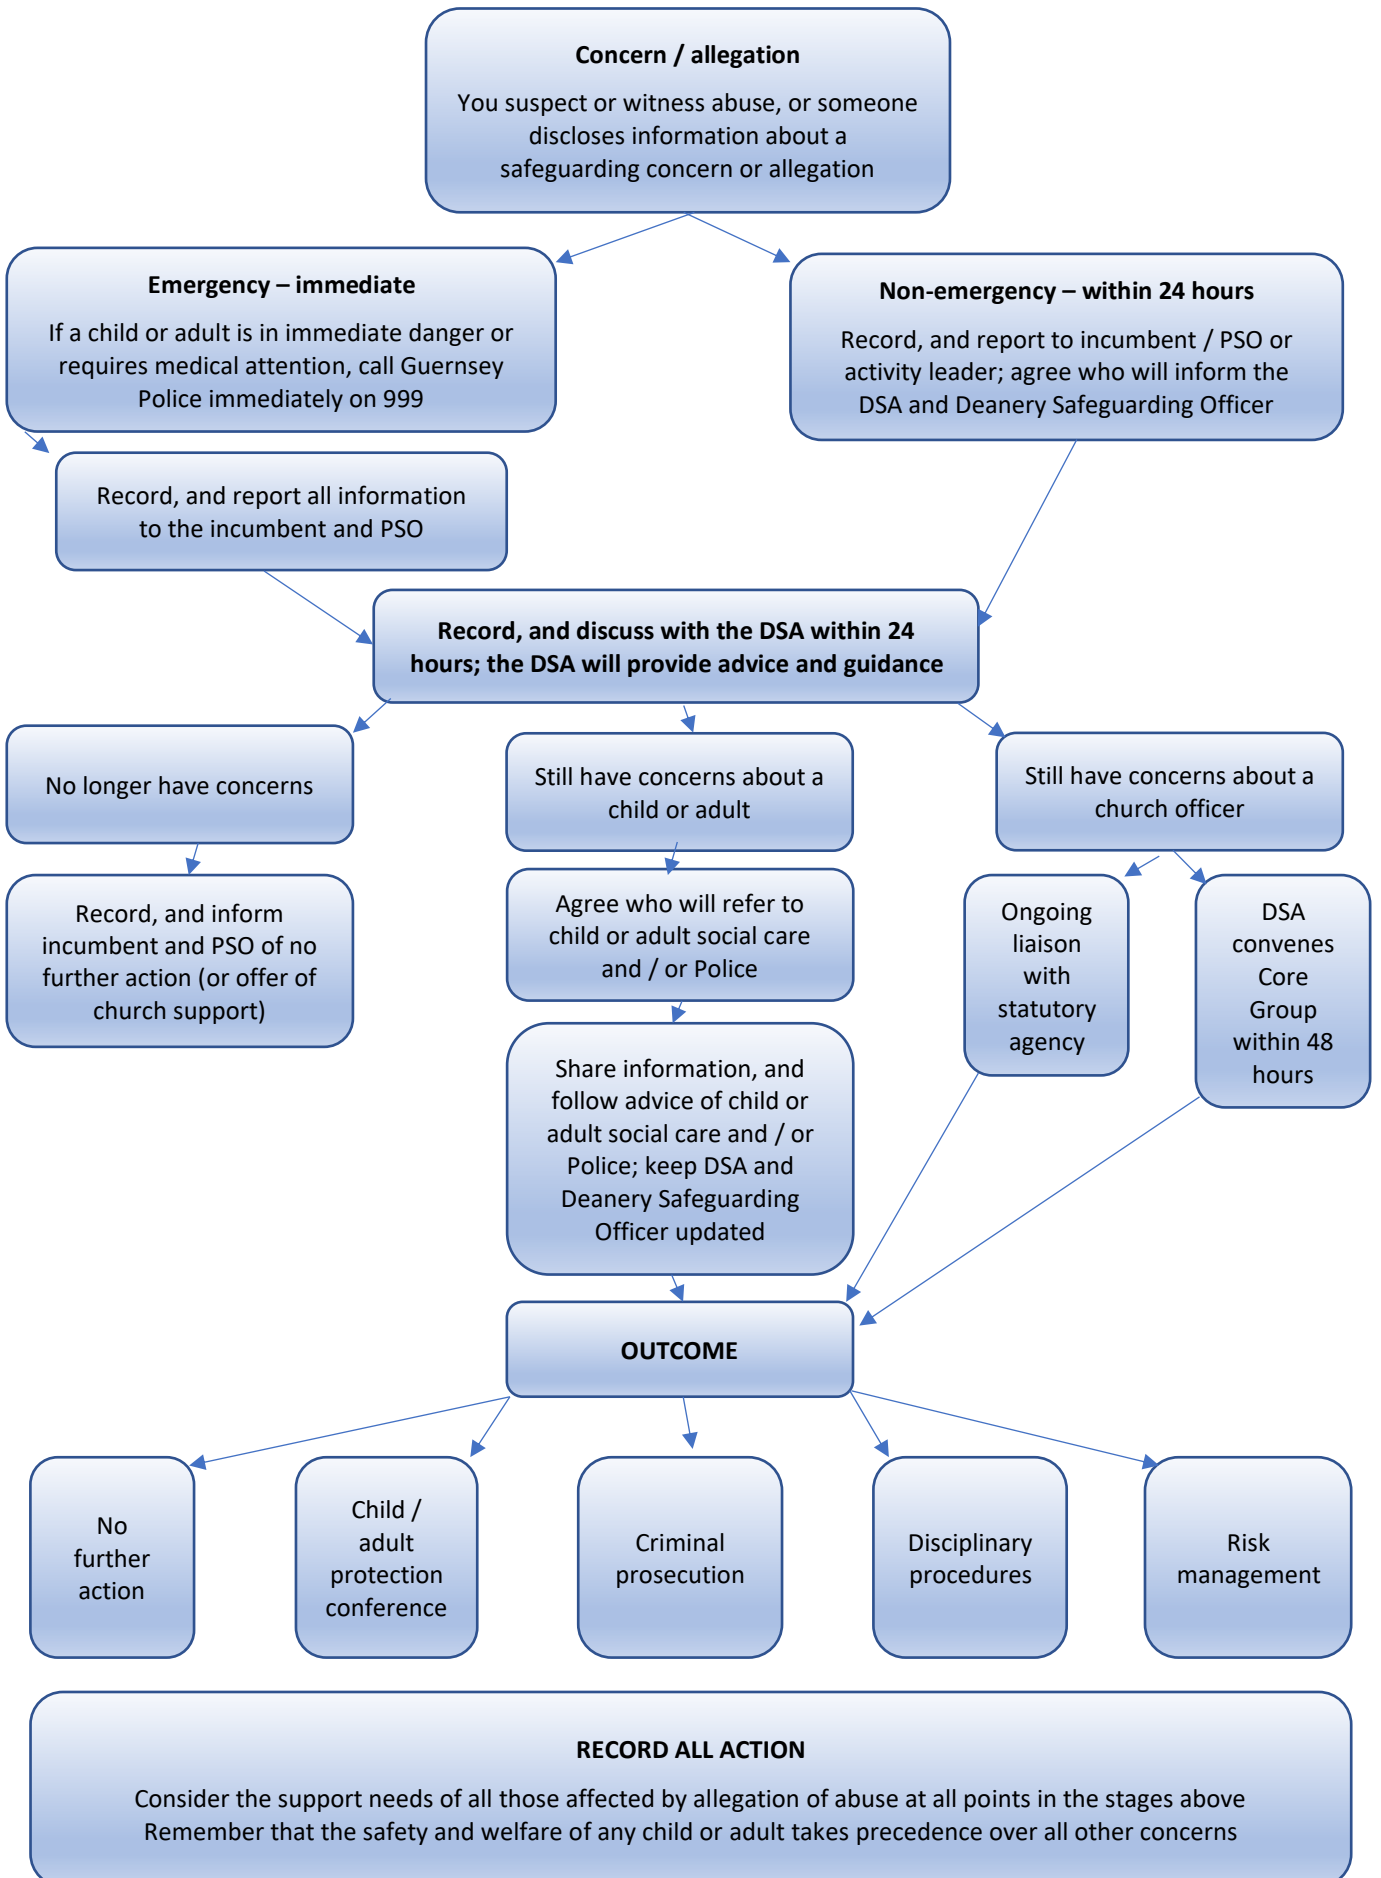 Concern / allegation
You suspect or witness abuse, or someone
discloses information about a
safeguarding concern or allegation
Emergency – immediate
If a child or adult is in immediate danger or
requires medical attention, call Guernsey
Police immediately on 999
Non-emergency – within 24 hours
Record, and report to incumbent / PSO or
activity leader; agree who will inform the
DSA and Deanery Safeguarding Officer
Record, and report all information
to the incumbent and PSO
Record, and discuss with the DSA within 24
hours; the DSA will provide advice and guidance
No longer have concerns
Still have concerns about a
child or adult
Still have concerns about a
church officer
Record, and inform
incumbent and PSO of no
further action (or offer of
church support)
Agree who will refer to
child or adult social care
and / or Police
Ongoing
liaison
with
statutory
agency
DSA
convenes
Core
Group
within 48
hours
Share information, and
follow advice of child or
adult social care and / or
Police; keep DSA and
Deanery Safeguarding
Officer updated
OUTCOME
No
further
action
Child /
adult
protection
conference
Criminal
prosecution
Disciplinary
procedures
Risk
management
RECORD ALL ACTION
Consider the support needs of all those affected by allegation of abuse at all points in the stages above
Remember that the safety and welfare of any child or adult takes precedence over all other concerns